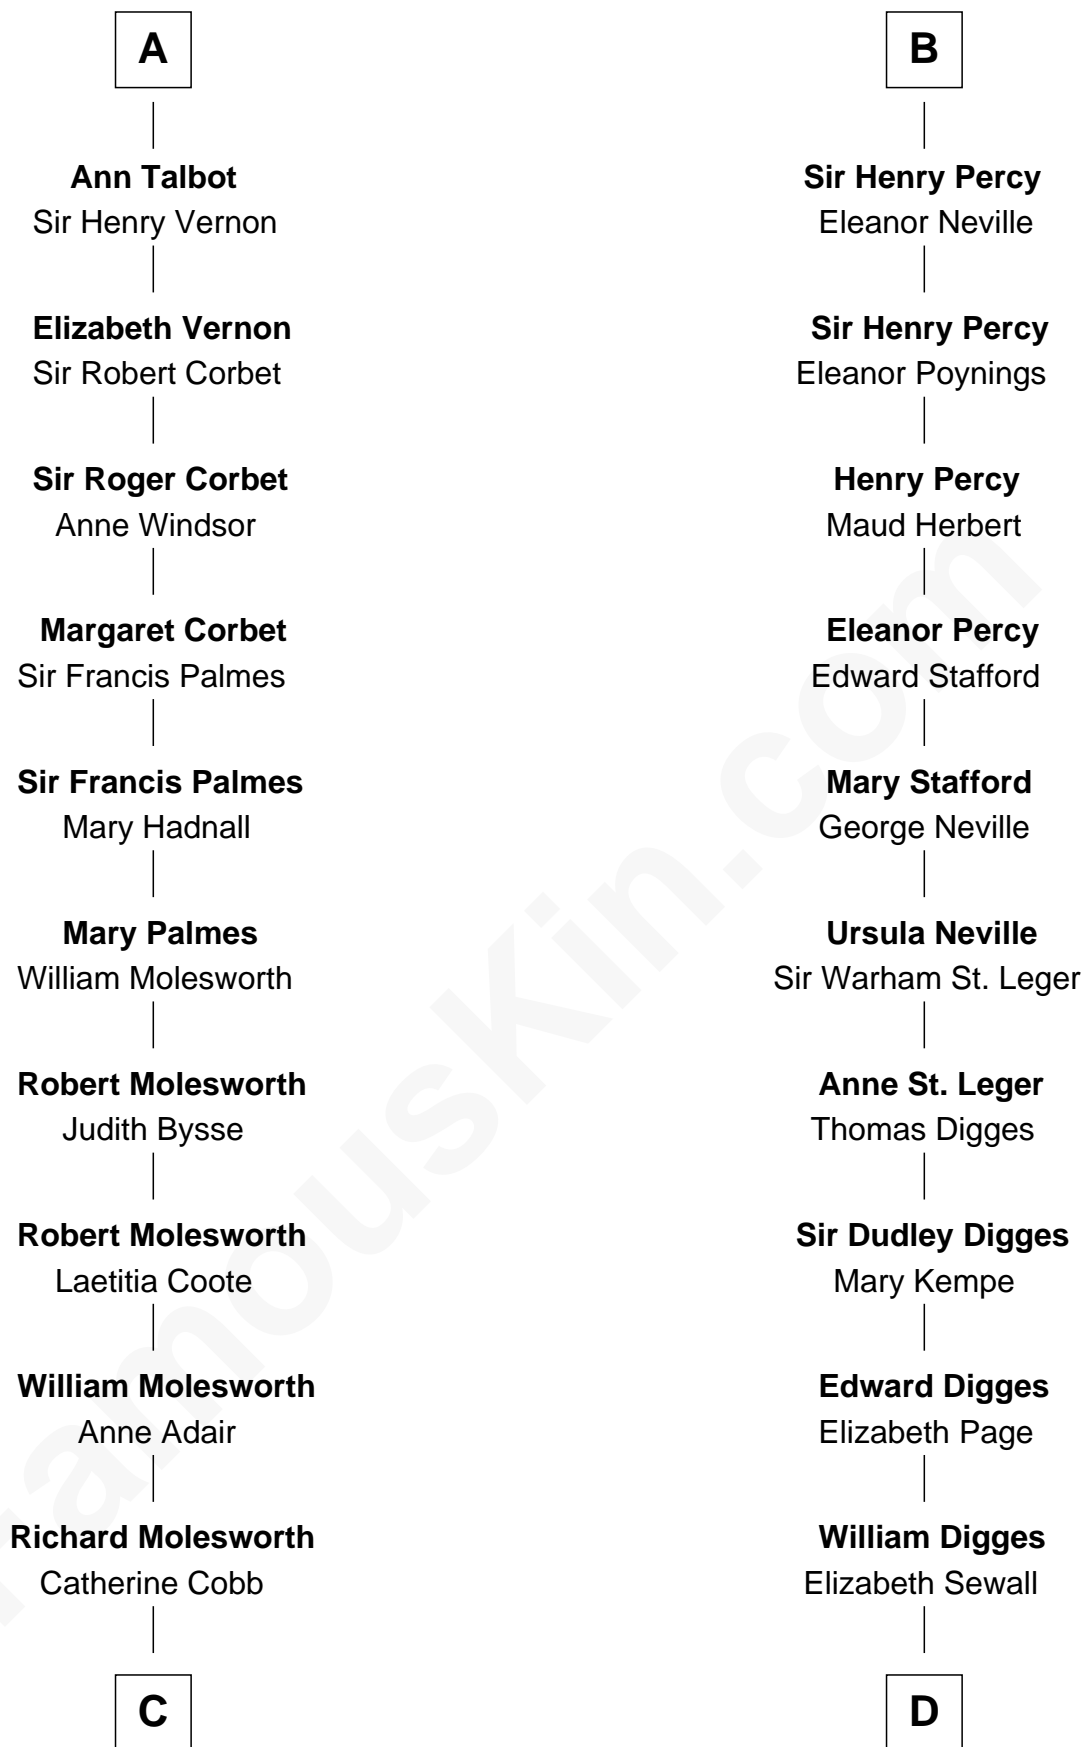 A
Ann Talbot
Sir Henry Vernon
Elizabeth Vernon
Sir Robert Corbet
Sir Roger Corbet
Anne Windsor
Margaret Corbet
Sir Francis Palmes
Sir Francis Palmes
Mary Hadnall
Mary Palmes
William Molesworth
Robert Molesworth
Judith Bysse
Robert Molesworth
Laetitia Coote
William Molesworth
Anne Adair
Richard Molesworth
Catherine Cobb
C
B
Sir Henry Percy
Eleanor Neville
Sir Henry Percy
Eleanor Poynings
Henry Percy
Maud Herbert
Eleanor Percy
Edward Stafford
Mary Stafford
George Neville
Ursula Neville
Sir Warham St. Leger
Anne St. Leger
Thomas Digges
Sir Dudley Digges
Mary Kempe
Edward Digges
Elizabeth Page
William Digges
Elizabeth Sewall
D
FamousKin.com